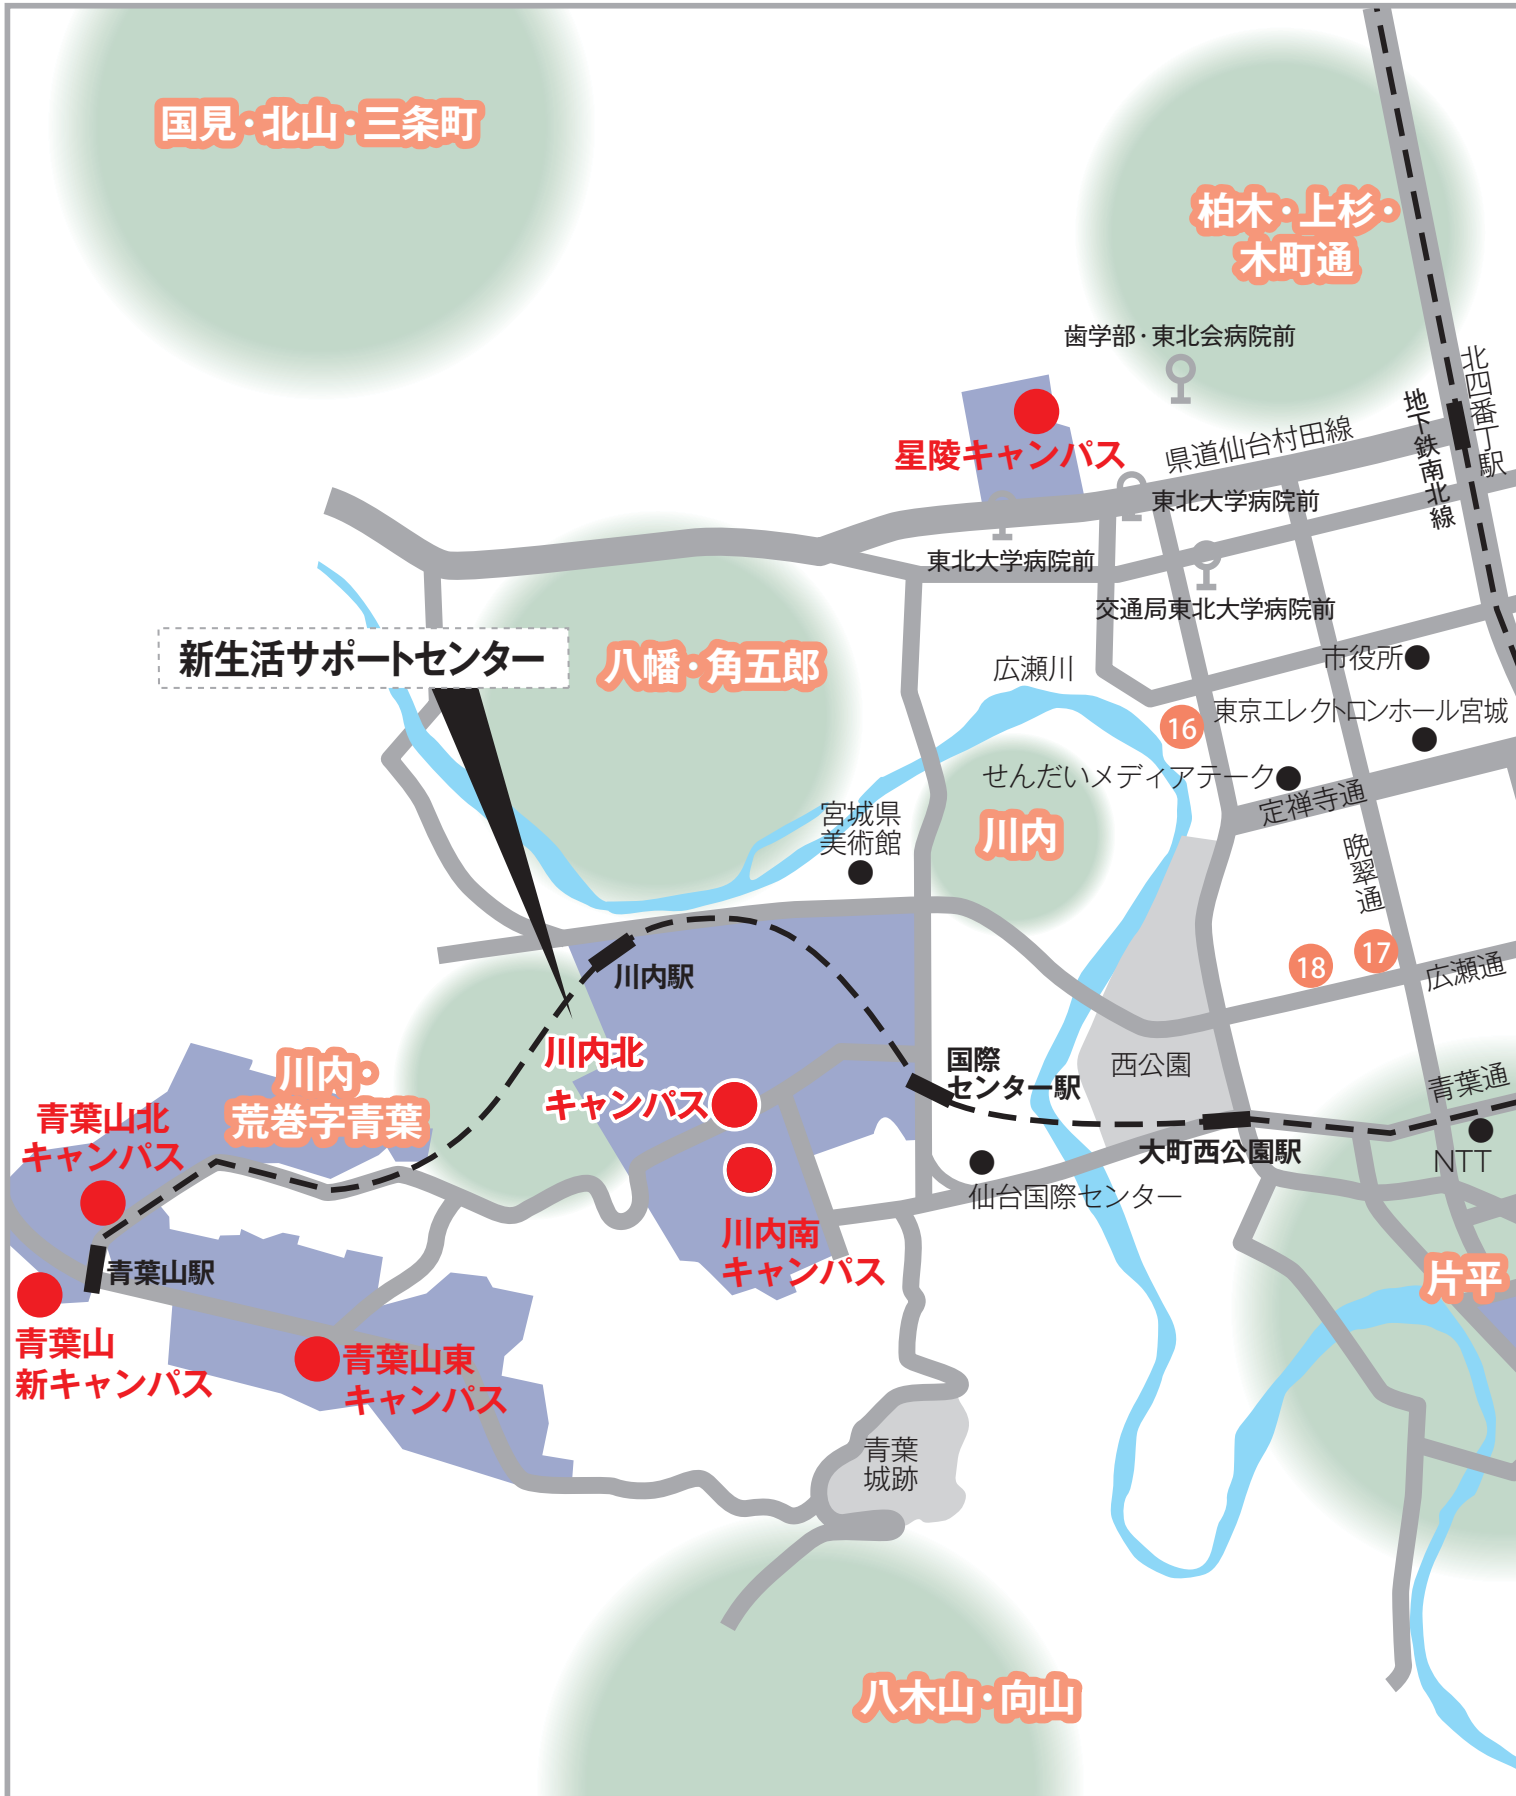 国見・北山・三条町
柏木・上杉・
木町通
歯学部・東北会病院前
北四番丁駅
地下鉄南北線
星陵キャンパス
県道仙台村田線
東北大学病院前
東北大学病院前
交通局東北大学病院前
新生活サポートセンター
八幡・角五郎
広瀬川
市役所
16
東京エレクトロンホール宮城
せんだいメディアテーク
定禅寺通
宮城県
美術館
川内
晩翠通
17
18
広瀬通
川内駅
川内北
キャンパス
国際
センター駅
西公園
青葉通
川内・
荒巻字青葉
青葉山北
キャンパス
大町西公園駅
NTT
仙台国際センター
川内南
キャンパス
青葉山駅
片平
青葉山
新キャンパス
青葉山東
キャンパス
青葉
城跡
八木山・向山